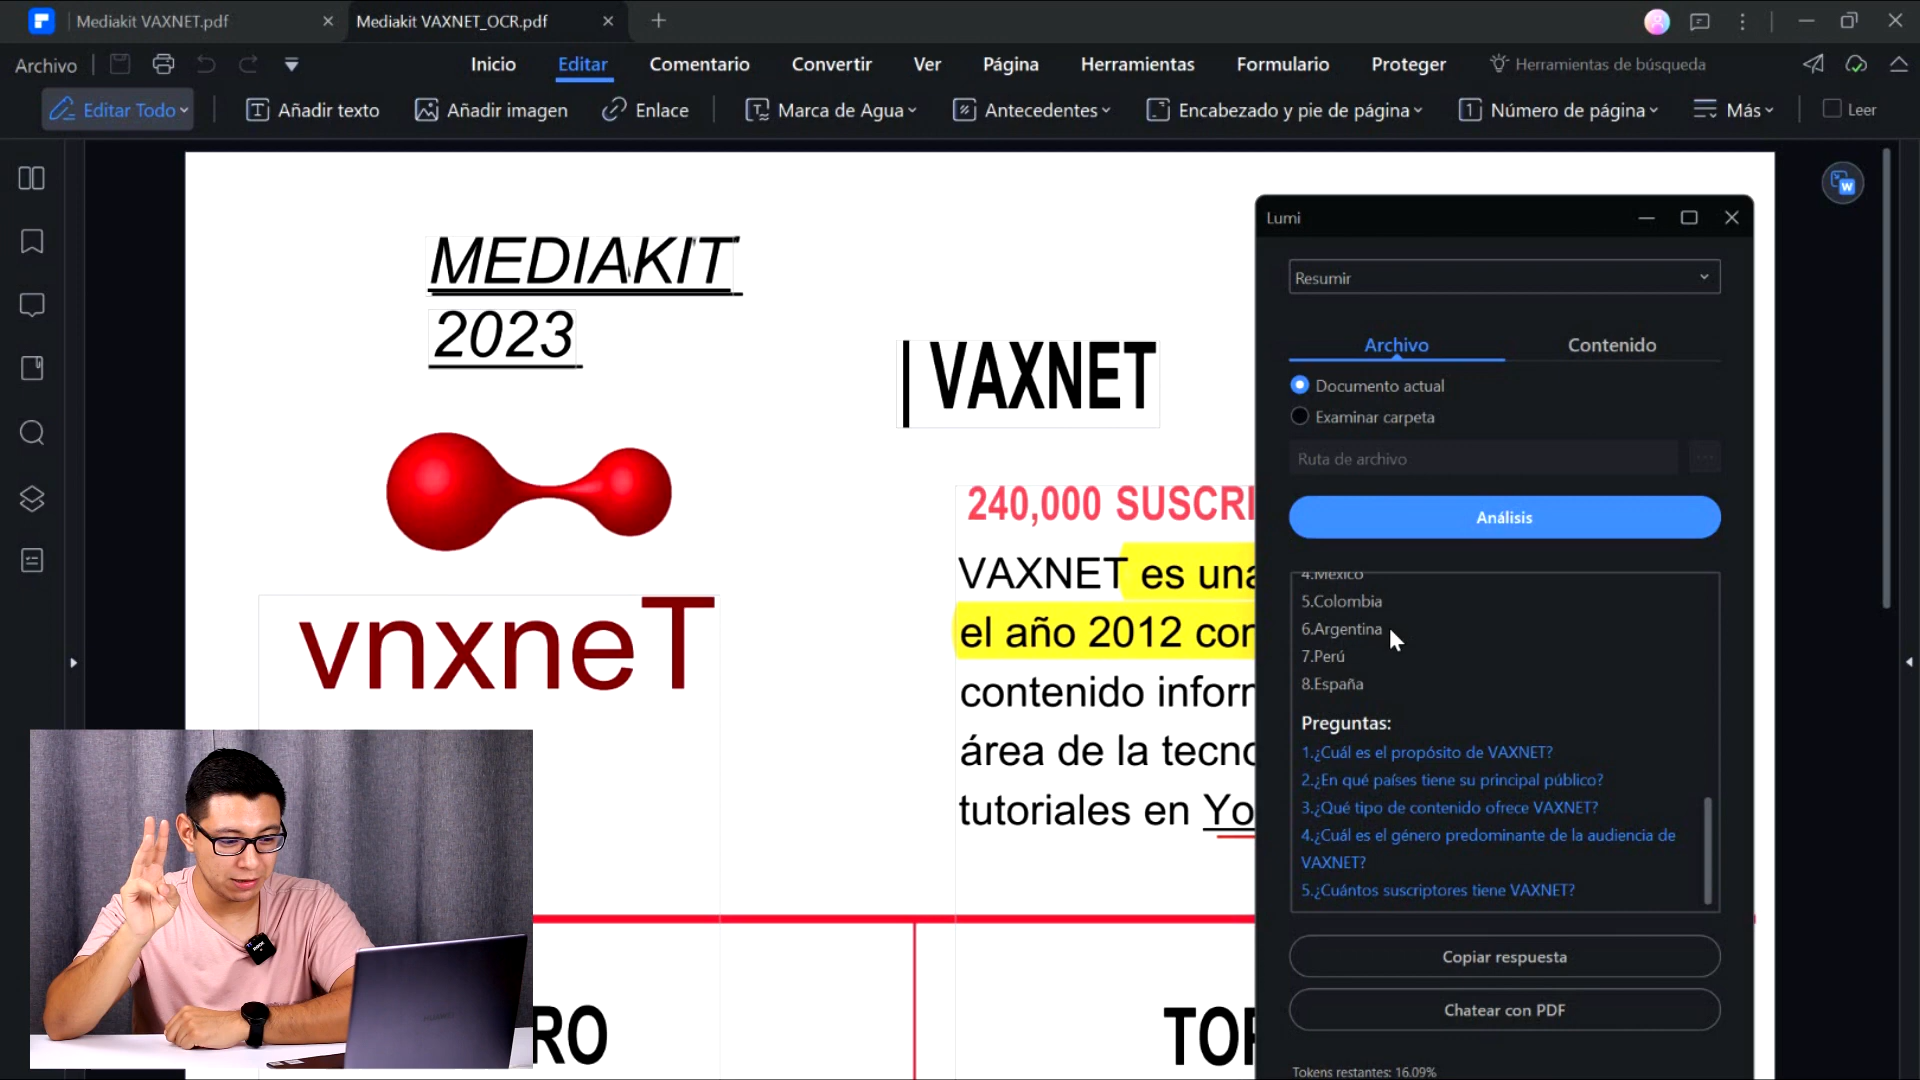 Mediakit VAXNET.pdf
Mediakit VAXNET_OCR.pdf
Archivo
Inicio
Editar
Comentario
Convertir
Ver
Página
Herramientas
Formulario
Proteger
Herramientas de búsqueda
Editar Todo
Añadir texto
Añadir imagen
Enlace
Marca de Agua
Antecedentes
Encabezado y pie de página
Número de página
Más
Leer
MEDIAKIT
2023
VAXNET
vnxneT
240,000 SUSCRI
VAXNET es una
el año 2012 con
contenido inform
área de la tecno
tutoriales en Yo
RO
TOP
Lumi
Resumir
Archivo
Contenido
Documento actual
Examinar carpeta
Ruta de archivo
Análisis
4.México
5.Colombia
6.Argentina
7.Perú
8.España
Preguntas:
1.¿Cuál es el propósito de VAXNET?
2.¿En qué países tiene su principal público?
3.¿Qué tipo de contenido ofrece VAXNET?
4.¿Cuál es el género predominante de la audiencia de
VAXNET?
5.¿Cuántos suscriptores tiene VAXNET?
Copiar respuesta
Chatear con PDF
Tokens restantes: 16.09%